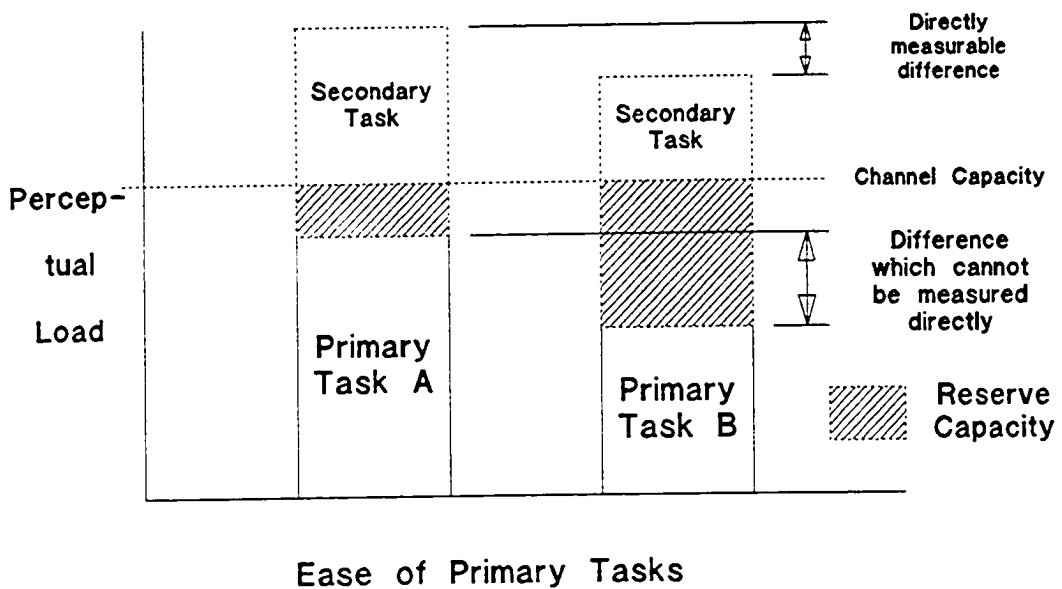 Directly
measurable
difference
Secondary
Task
Secondary
Task
Channel Capacity
Percep-
tual
Load
Difference
which cannot
be measured
directly
Primary
Task A
Primary
Task B
Reserve
Capacity
Ease of Primary Tasks